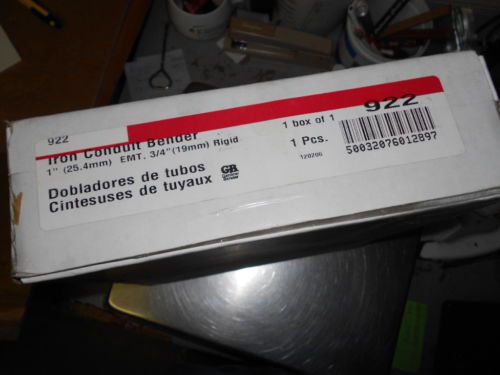 922
Iron Conduit Bender
1" (25.4mm) EMT. 3/4"(19mm) Rigid
Dobladores de tubos
Cintesuses de tuyaux
GB
1 box of 1
1 Pcs.
120206
922
50032076012897